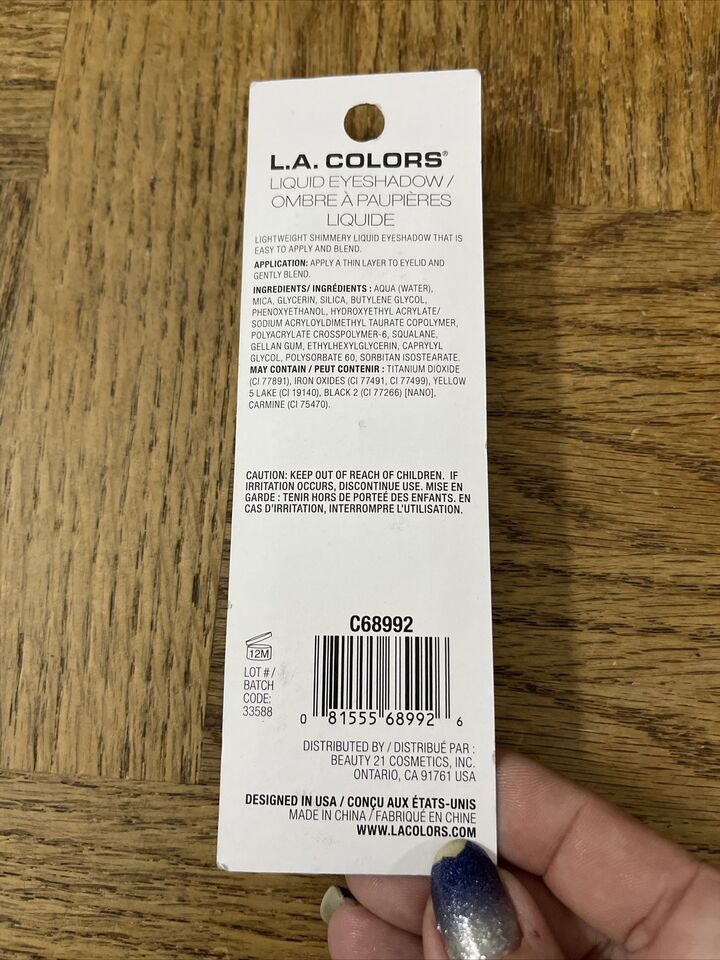 L.A. COLORS®
LIQUID EYESHADOW /
OMBRE À PAUPIÈRES
LIQUIDE
LIGHTWEIGHT SHIMMERY LIQUID EYESHADOW THAT IS
EASY TO APPLY AND BLEND.
APPLICATION: APPLY A THIN LAYER TO EYELID AND
GENTLY BLEND.
INGREDIENTS/ INGRÉDIENTS : AQUA (WATER),
MICA, GLYCERIN, SILICA, BUTYLENE GLYCOL,
PHENOXYETHANOL, HYDROXYETHYL ACRYLATE/
SODIUM ACRYLOYLDIMETHYL TAURATE COPOLYMER,
POLYACRYLATE CROSSPOLYMER-6, SQUALANE,
GELLAN GUM, ETHYLHEXYLGLYCERIN, CAPRYLYL
GLYCOL, POLYSORBATE 60, SORBITAN ISOSTEARATE.
MAY CONTAIN / PEUT CONTENIR : TITANIUM DIOXIDE
(CI 77891), IRON OXIDES (CI 77491, CI 77499), YELLOW
5 LAKE (CI 19140), BLACK 2 (CI 77266) [NANO],
CARMINE (CI 75470).
CAUTION: KEEP OUT OF REACH OF CHILDREN. IF
IRRITATION OCCURS, DISCONTINUE USE. MISE EN
GARDE : TENIR HORS DE PORTEÉ DES ENFANTS. EN
CAS D'IRRITATION, INTERROMPRE L'UTILISATION.
C68992
12M
LOT # /
BATCH
CODE:
33588
0 81555 68992 6
DISTRIBUTED BY / DISTRIBUÉ PAR :
BEAUTY 21 COSMETICS, INC.
ONTARIO, CA 91761 USA
DESIGNED IN USA / CONÇU AUX ÉTATS-UNIS
MADE IN CHINA / FABRIQUÉ EN CHINE
WWW.LACOLORS.COM